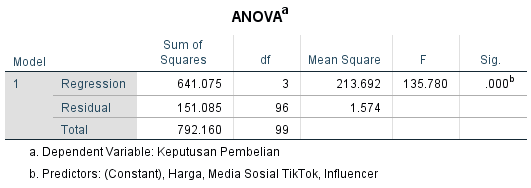 ANOVAa
Model Sum of Squares df Mean Square F Sig.
1 Regression 641.075 3 213.692 135.780 .000b
Residual 151.085 96 1.574
Total 792.160 99
a. Dependent Variable: Keputusan Pembelian
b. Predictors: (Constant), Harga, Media Sosial TikTok, Influencer